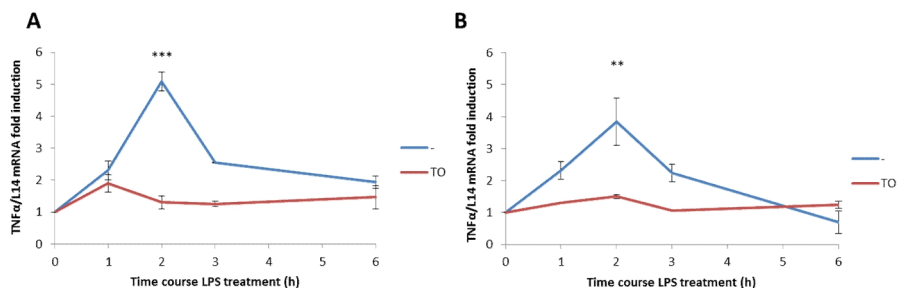 A
TNFα/L14 mRNA fold induction
6
5
4
3
2
1
0
***
0 1 2 3 4 5 6
Time course LPS treatment (h)
-
TO
B
TNFα/L14 mRNA fold induction
6
5
4
3
2
1
0
**
0 1 2 3 4 5 6
Time course LPS treatment (h)
-
TO